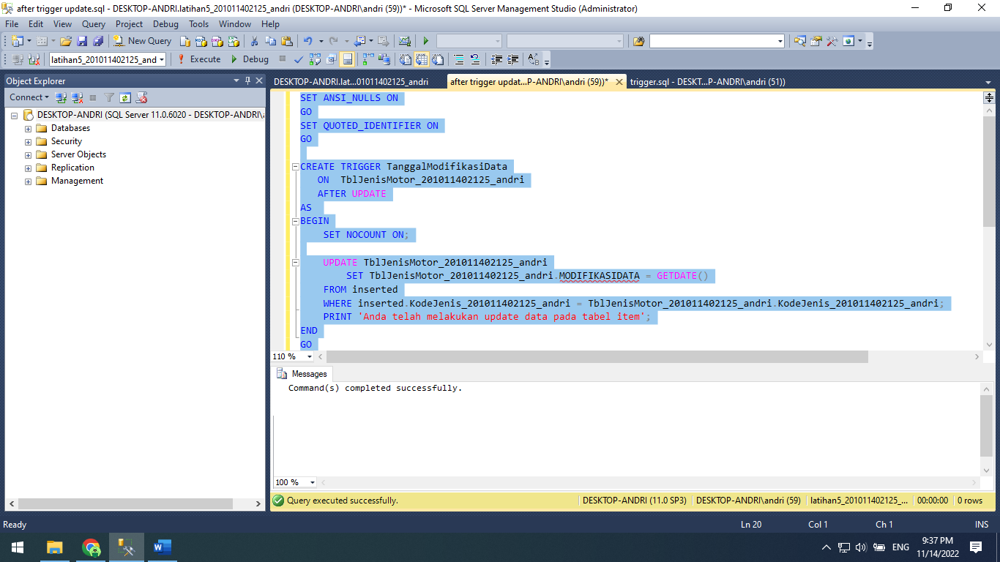 after trigger update.sql - DESKTOP-ANDRI.latihan5_201011402125_andri (DESKTOP-ANDRI\andri (59))* - Microsoft SQL Server Management Studio (Administrator)
File Edit View Query Project Debug Tools Window Help
New Query
latihan5_201011402125_and Execute Debug
Object Explorer
Connect
DESKTOP-ANDRI (SQL Server 11.0.6020 - DESKTOP-ANDRI\
Databases
Security
Server Objects
Replication
Management
DESKTOP-ANDRI.lat...01011402125_andri after trigger updat...P-ANDRI\andri (59))* trigger.sql - DESKT...P-ANDRI\andri (51))
SET ANSI_NULLS ON
GO
SET QUOTED_IDENTIFIER ON
GO
CREATE TRIGGER TanggalModifikasiData
ON TblJenisMotor_201011402125_andri
AFTER UPDATE
AS
BEGIN
SET NOCOUNT ON;
UPDATE TblJenisMotor_201011402125_andri
SET TblJenisMotor_201011402125_andri.MODIFIKASIDATA = GETDATE()
FROM inserted
WHERE inserted.KodeJenis_201011402125_andri = TblJenisMotor_201011402125_andri.KodeJenis_201011402125_andri;
PRINT 'Anda telah melakukan update data pada tabel item';
END
GO
110 %
Messages
Command(s) completed successfully.
100 %
Query executed successfully. DESKTOP-ANDRI (11.0 SP3) DESKTOP-ANDRI\andri (59) latihan5_201011402125_... 00:00:00 0 rows
Ready Ln 20 Col 1 Ch 1 INS
ENG 9:37 PM
11/14/2022